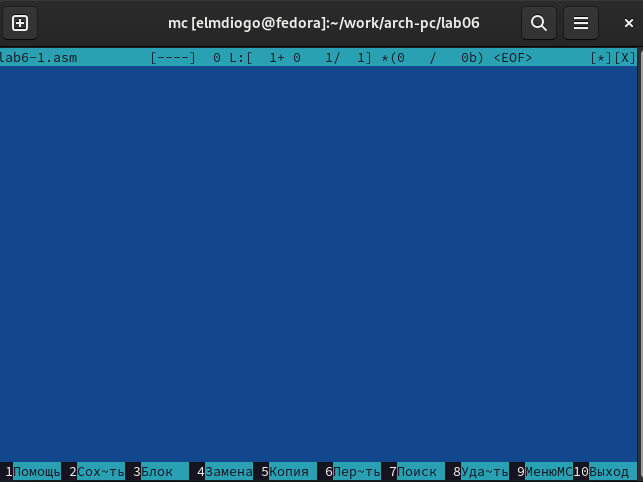 mc [elmdiogo@fedora]:~/work/arch-pc/lab06
lab6-1.asm [----] 0 L:[ 1+ 0 1/ 1] *(0 / 0b) <EOF> [*][X]
1Помощь 2Сох~ть 3Блок 4Замена 5Копия 6Пер~ть 7Поиск 8Уда~ть 9МенюMC 10Выход